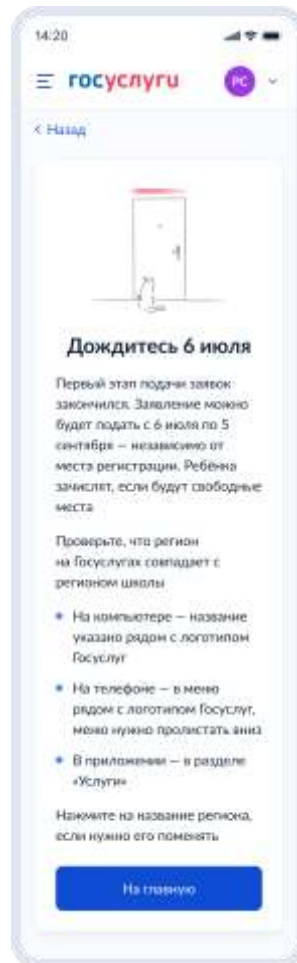 14:20
госуслуги
РС
< Назад
Дождитесь 6 июля
Первый этап подачи заявок
закончился. Заявление можно
будет подать с 6 июля по 5
сентября — независимо от
места регистрации. Ребёнка
зачислят, если будут свободные
места
Проверьте, что регион
на Госуслугах совпадает с
регионом школы
На компьютере — название
указано рядом с логотипом
Госуслуг
На телефоне — в меню
рядом с логотипом Госуслуг,
меню нужно пролистать вниз
В приложении — в разделе
«Услуги»
Нажмите на название региона,
если нужно его поменять
На главную